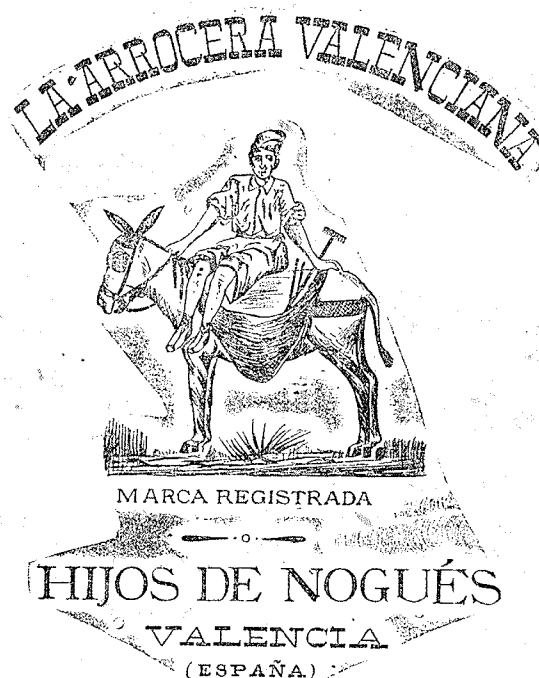 LA ARROCERA VALENCIANA
MARCA REGISTRADA
HIJOS DE NOGUÉS
VALENCIA
(ESPAÑA)